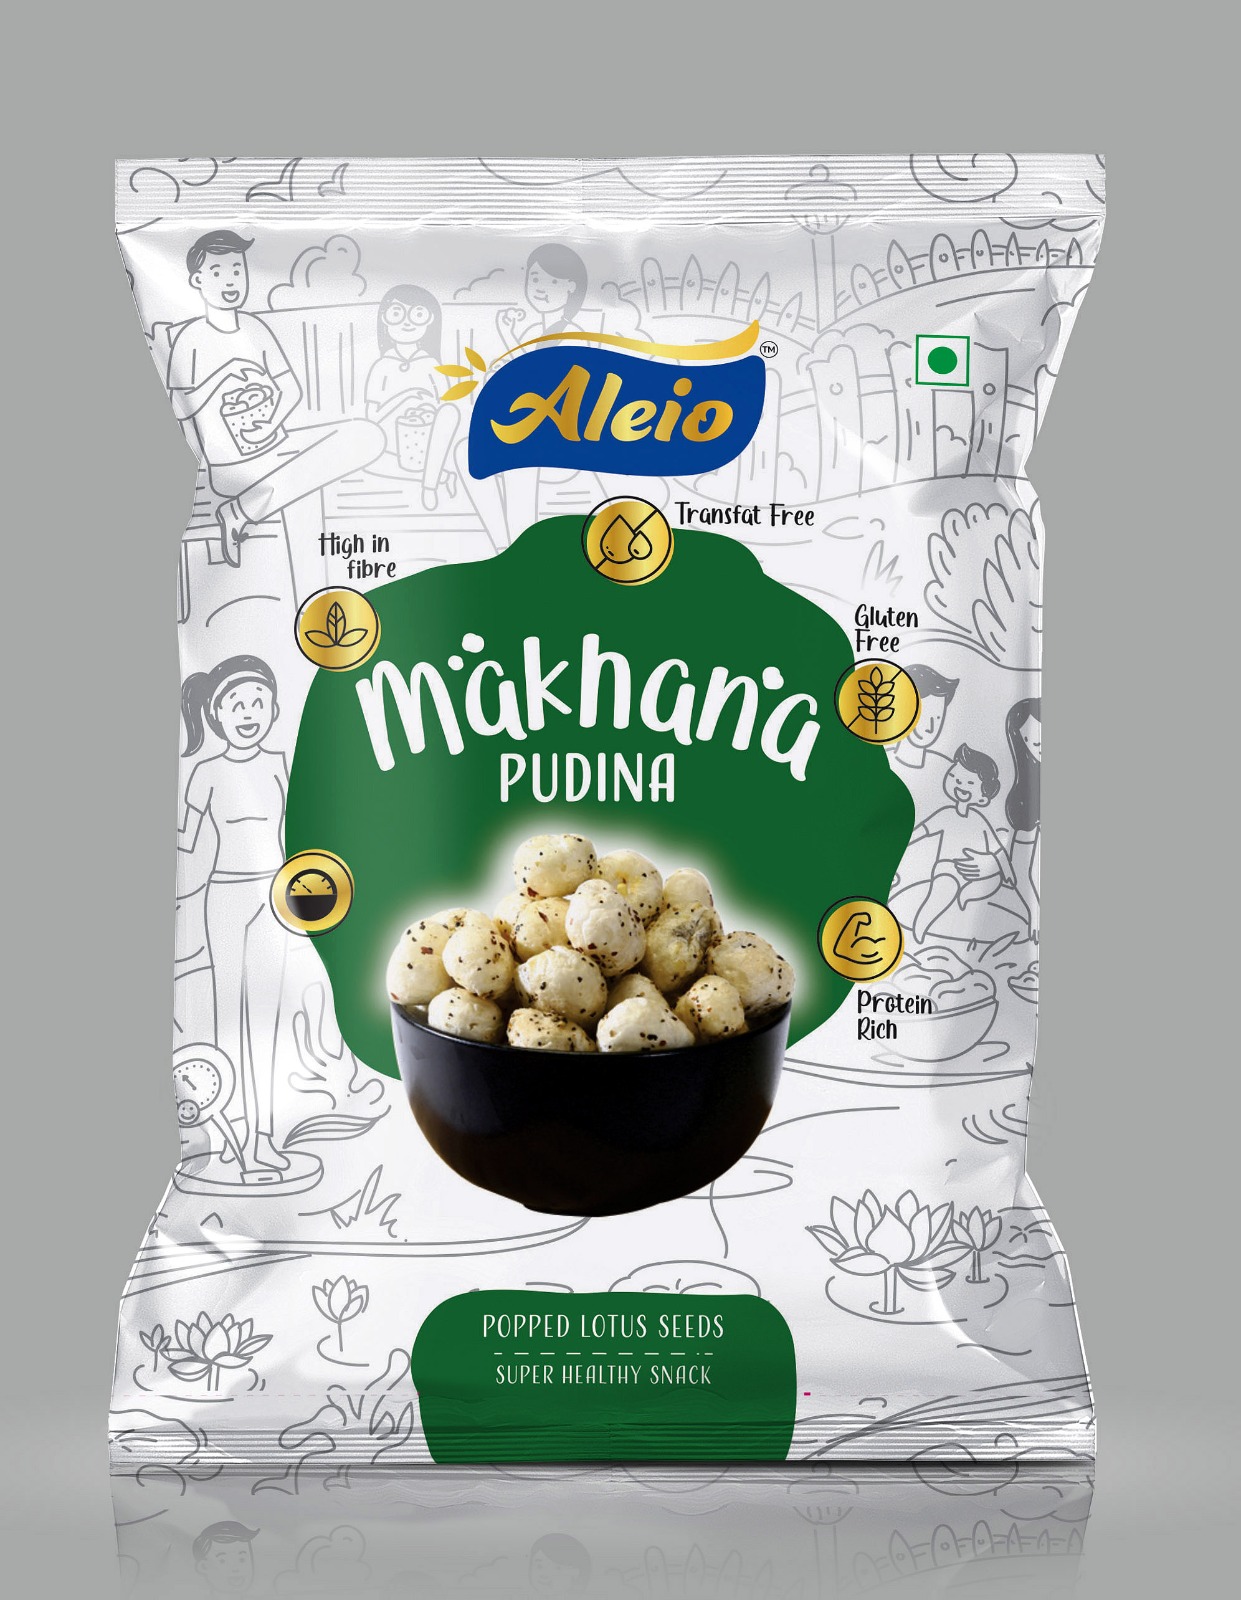 Aleio
TM
Transfat Free
High in
fibre
Gluten
Free
makhana
PUDINA
Protein
Rich
POPPED LOTUS SEEDS
SUPER HEALTHY SNACK